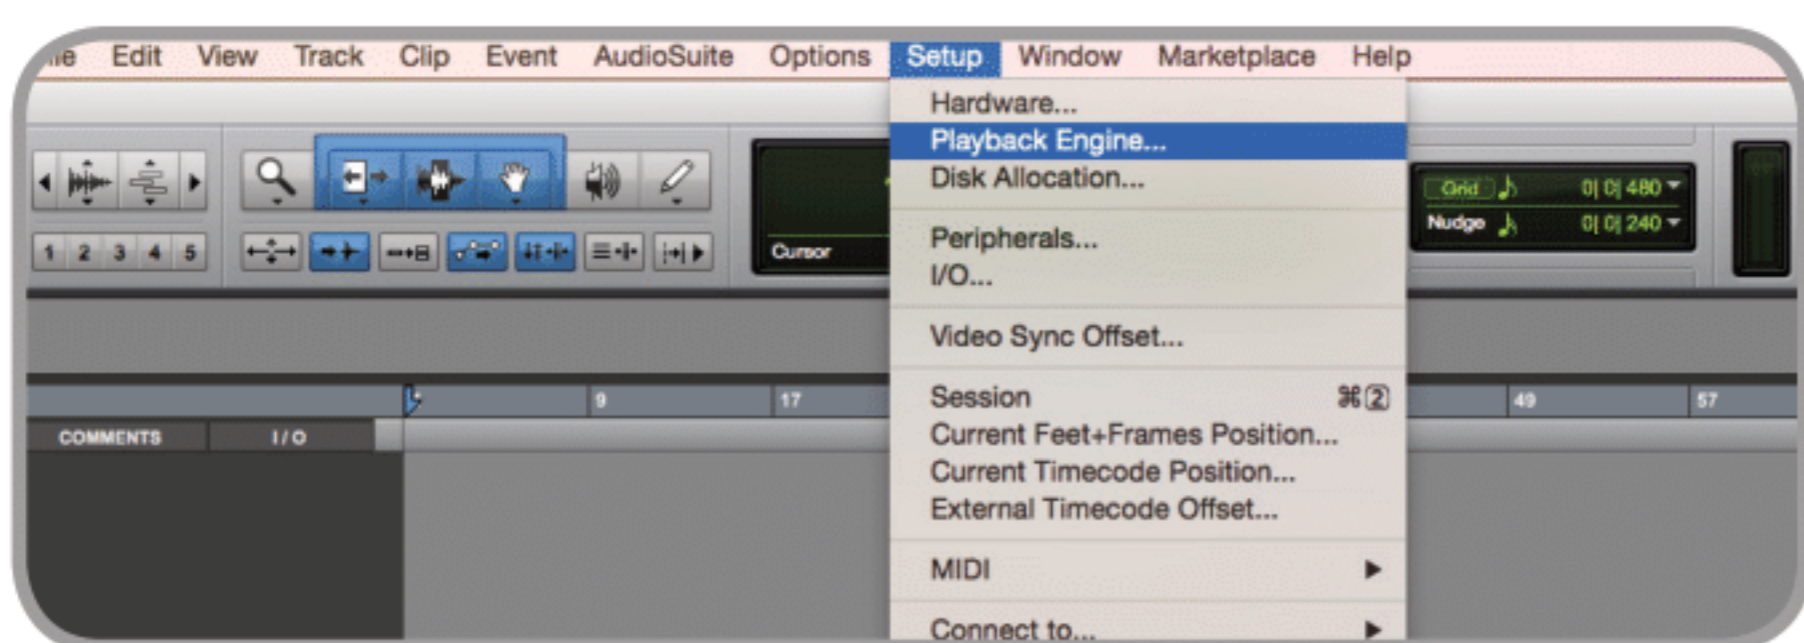 Edit View Track Clip Event AudioSuite Options Setup Window Marketplace Help
Hardware...
Playback Engine...
Disk Allocation...
Peripherals...
I/O...
Video Sync Offset...
Session ⌘2
Current Feet+Frames Position...
Current Timecode Position...
External Timecode Offset...
MIDI
Connect to...
1 2 3 4 5
Cursor
Grid 0| 0| 480
Nudge 0| 0| 240
9 17 49 57
COMMENTS I/O